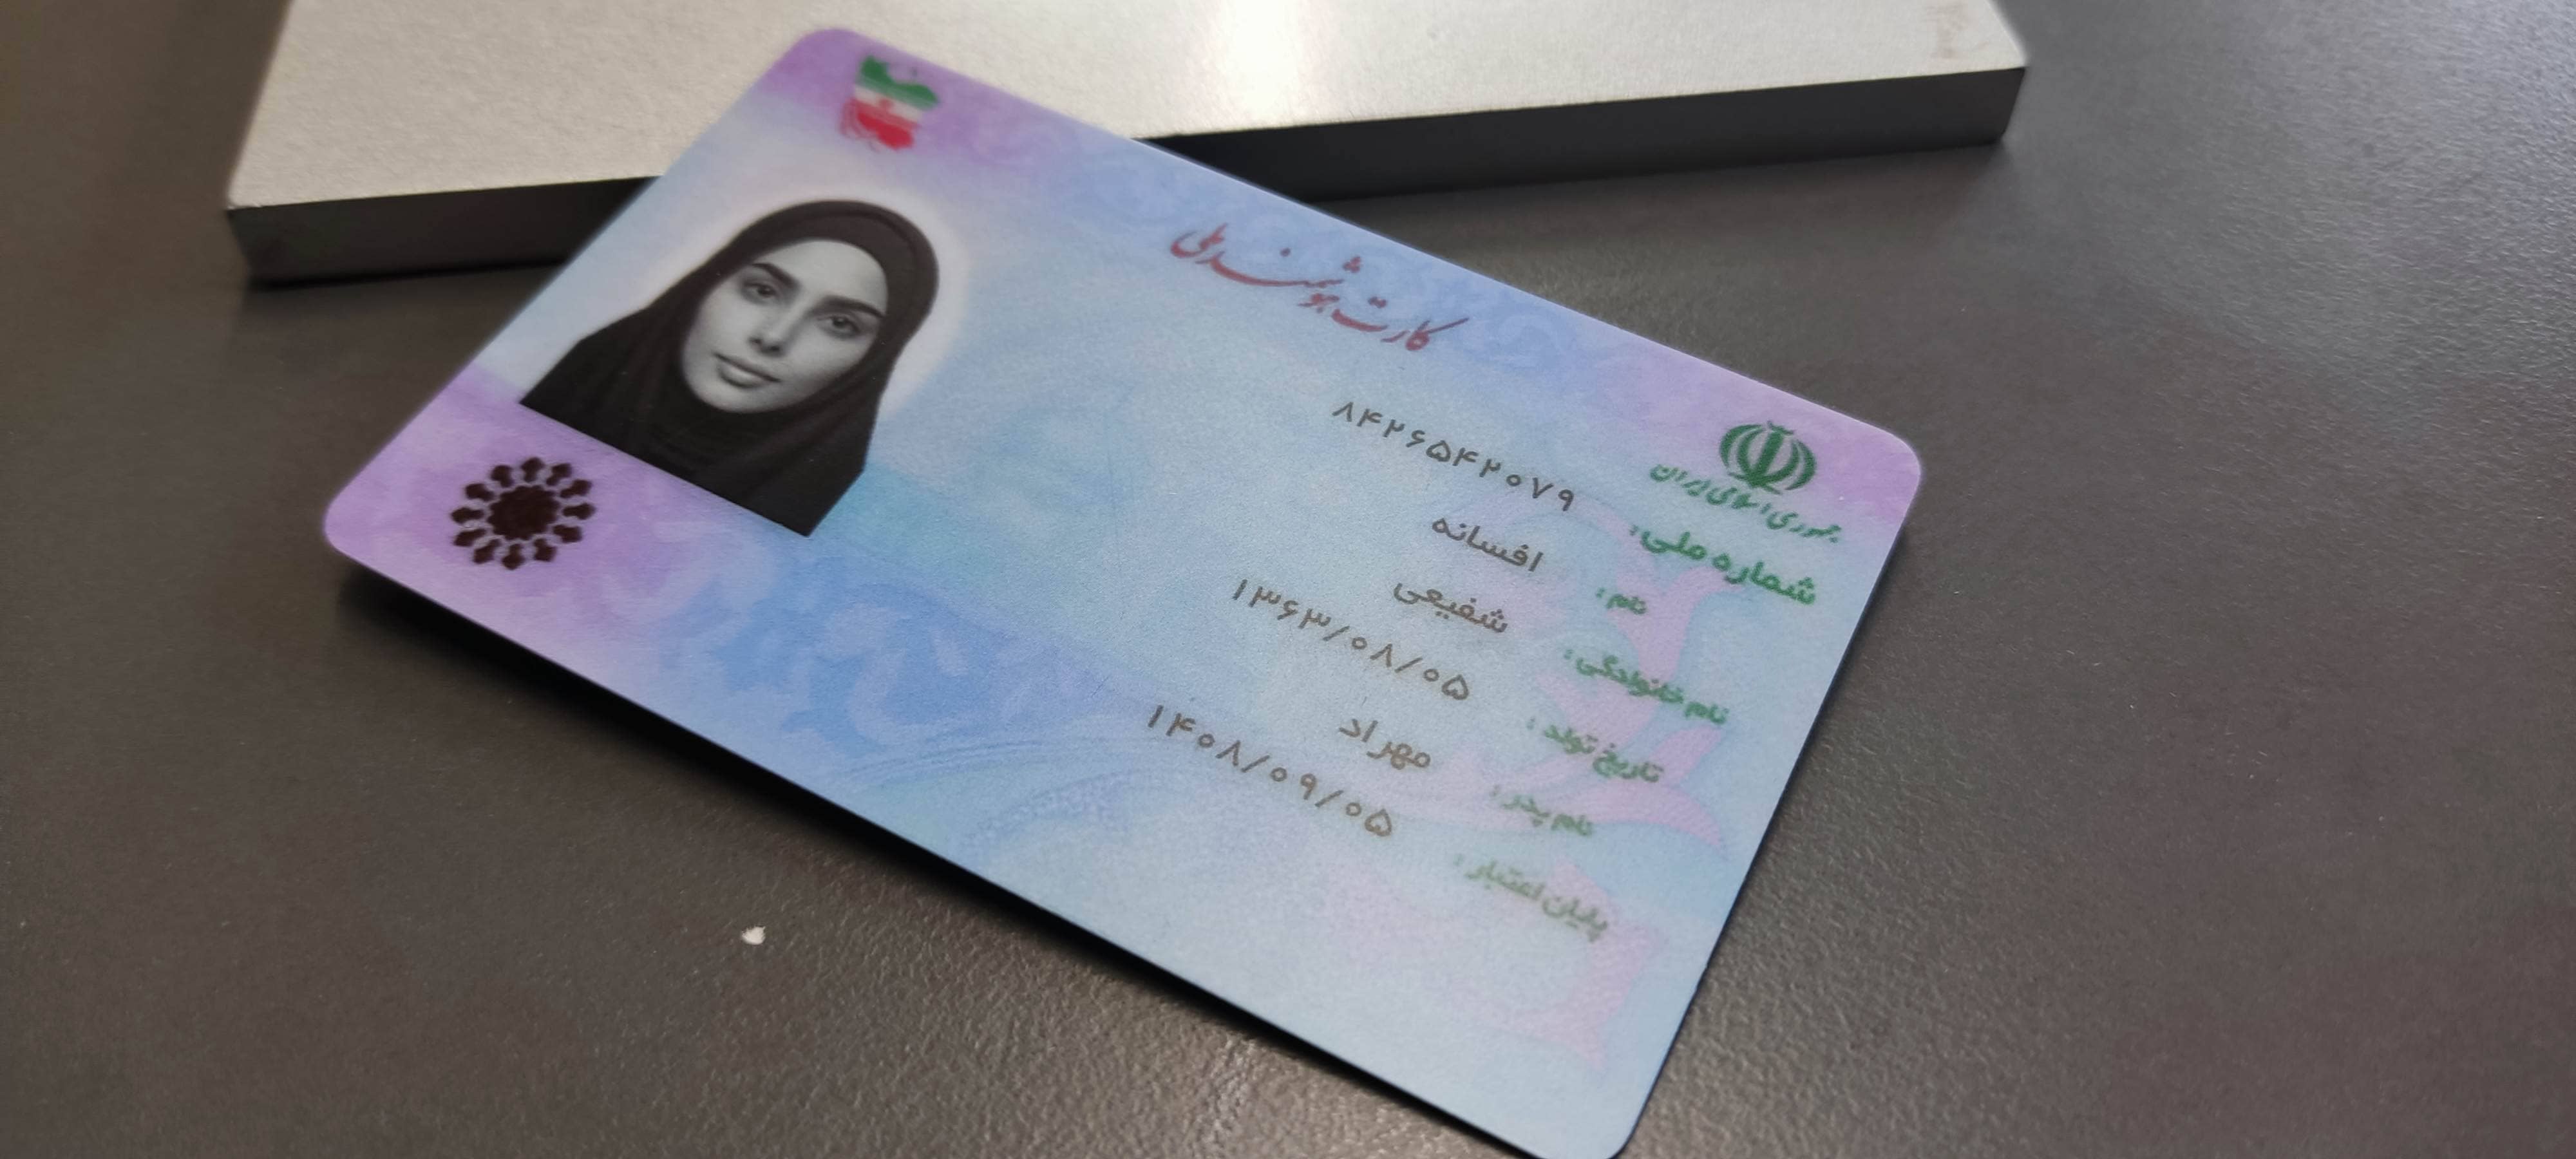 کارت هوشمند ملی
جمهوری اسلامی ایران
شماره ملی: ۸۴۲۶۵۴۲۰۷۹
نام: افسانه
نام خانوادگی: شفیعی
تاریخ تولد: ۱۳۶۳/۰۸/۰۵
نام پدر: مهراد
پایان اعتبار: ۱۴۰۸/۰۹/۰۵